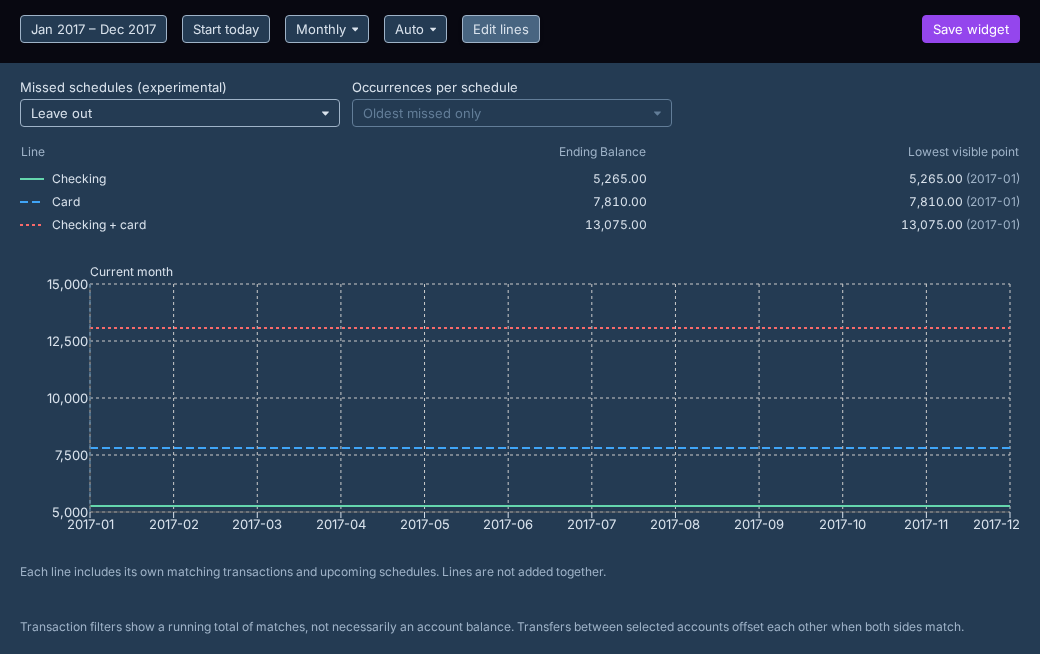 Jan 2017 – Dec 2017 Start today Monthly Auto Edit lines Save widget
Missed schedules (experimental) Occurrences per schedule
Leave out Oldest missed only
Line Ending Balance Lowest visible point
Checking 5,265.00 5,265.00 (2017-01)
Card 7,810.00 7,810.00 (2017-01)
Checking + card 13,075.00 13,075.00 (2017-01)
Current month
15,000
12,500
10,000
7,500
5,000
2017-01 2017-02 2017-03 2017-04 2017-05 2017-06 2017-07 2017-08 2017-09 2017-10 2017-11 2017-12
Each line includes its own matching transactions and upcoming schedules. Lines are not added together.
Transaction filters show a running total of matches, not necessarily an account balance. Transfers between selected accounts offset each other when both sides match.